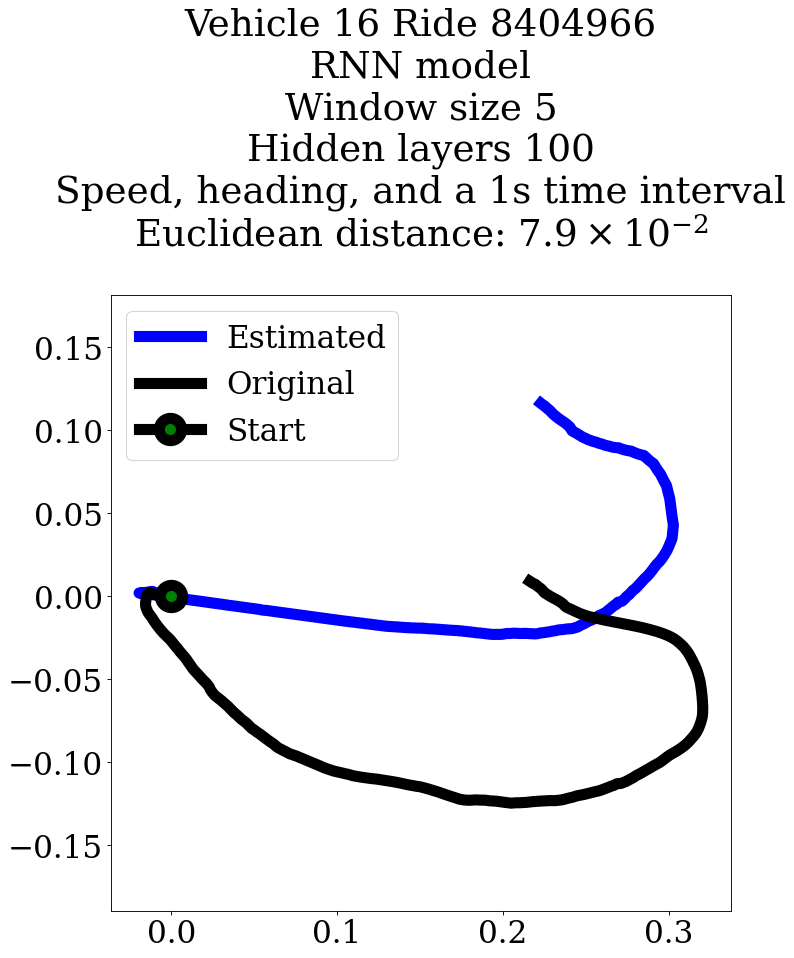 Vehicle 16 Ride 8404966
RNN model
Window size 5
Hidden layers 100
Speed, heading, and a 1s time interval
Euclidean distance: 7.9 × 10⁻²
Estimated
Original
Start
0.15
0.10
0.05
0.00
−0.05
−0.10
−0.15
0.0 0.1 0.2 0.3